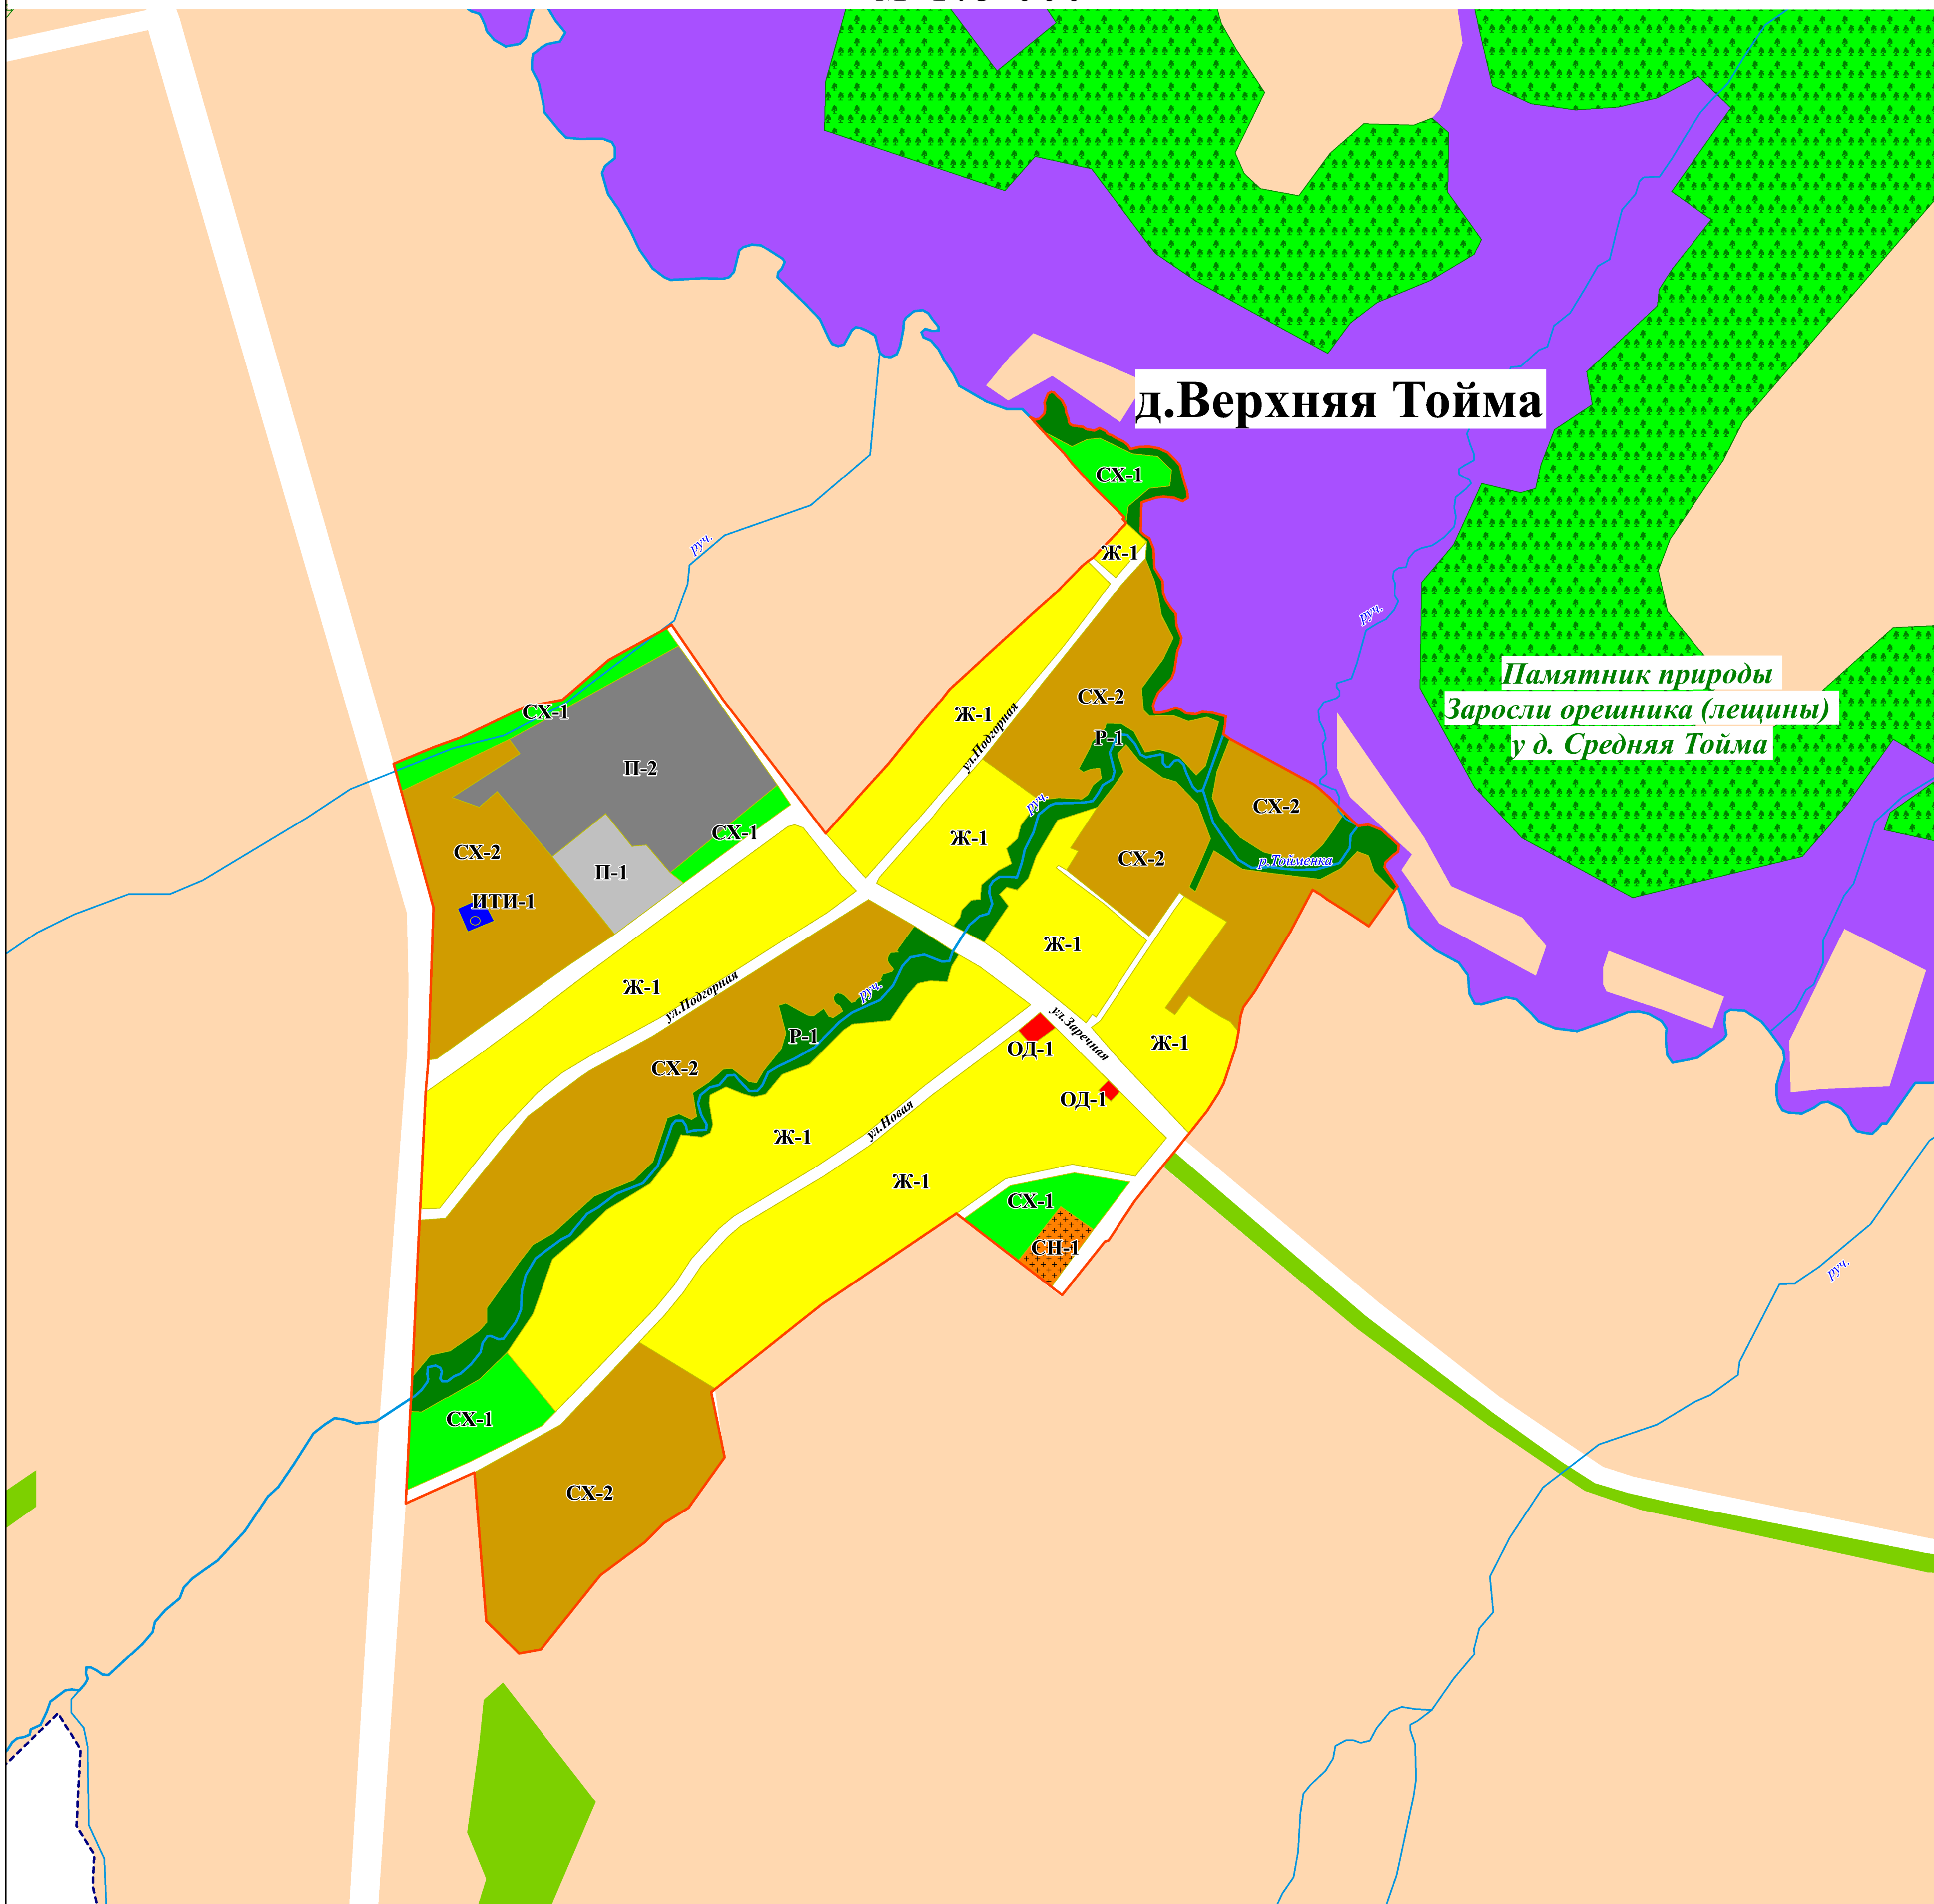 д.Верхняя Тойма
СХ-1
Ж-1
руч.
руч.
Памятник природы
Заросли орешника (лещины)
у д. Средняя Тойма
СХ-2
СХ-1
Ж-1
ул.Подгорная
Р-1
П-2
руч.
СХ-2
СХ-1
Ж-1
СХ-2
СХ-2
р.Тойменка
П-1
ИТИ-1
Ж-1
Ж-1
ул.Подгорная
руч.
Р-1
ул.Заречная
ОД-1
Ж-1
СХ-2
ОД-1
ул.Новая
Ж-1
Ж-1
СХ-1
СН-1
руч.
СХ-1
СХ-2